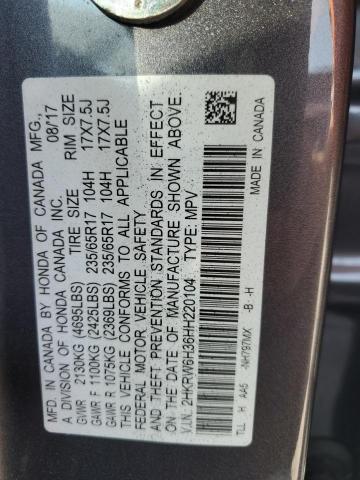 MFD. IN CANADA BY HONDA OF CANADA MFG.,
A DIVISION OF HONDA CANADA INC. 08/17
GVWR 2130KG (4695LBS) TIRE SIZE RIM SIZE
GAWR F 1100KG (2425LBS) 235/65R17 104H 17X7.5J
GAWR R 1075KG (2369LBS) 235/65R17 104H 17X7.5J
THIS VEHICLE CONFORMS TO ALL APPLICABLE
FEDERAL MOTOR VEHICLE SAFETY
AND THEFT PREVENTION STANDARDS IN EFFECT
ON THE DATE OF MANUFACTURE SHOWN ABOVE.
V.I.N. 2HKRW6H36HH220104 TYPE: MPV
TLL H AA5 -NH797MX -B- -H MADE IN CANADA